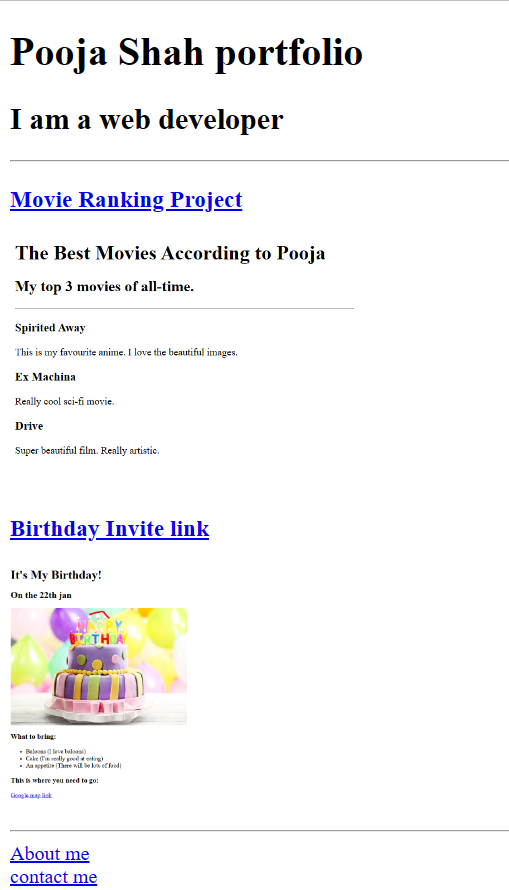 Pooja Shah portfolio
I am a web developer
Movie Ranking Project
The Best Movies According to Pooja
My top 3 movies of all-time.
Spirited Away
This is my favourite anime. I love the beautiful images.
Ex Machina
Really cool sci-fi movie.
Drive
Super beautiful film. Really artistic.
Birthday Invite link
It's My Birthday!
On the 22th jan
HAPPY
BIRTHDAY
What to bring:
Baloons (I love baloons)
Cake (I'm really good at eating)
An appetite (There will be lots of food)
This is where you need to go:
Google map link
About me
contact me